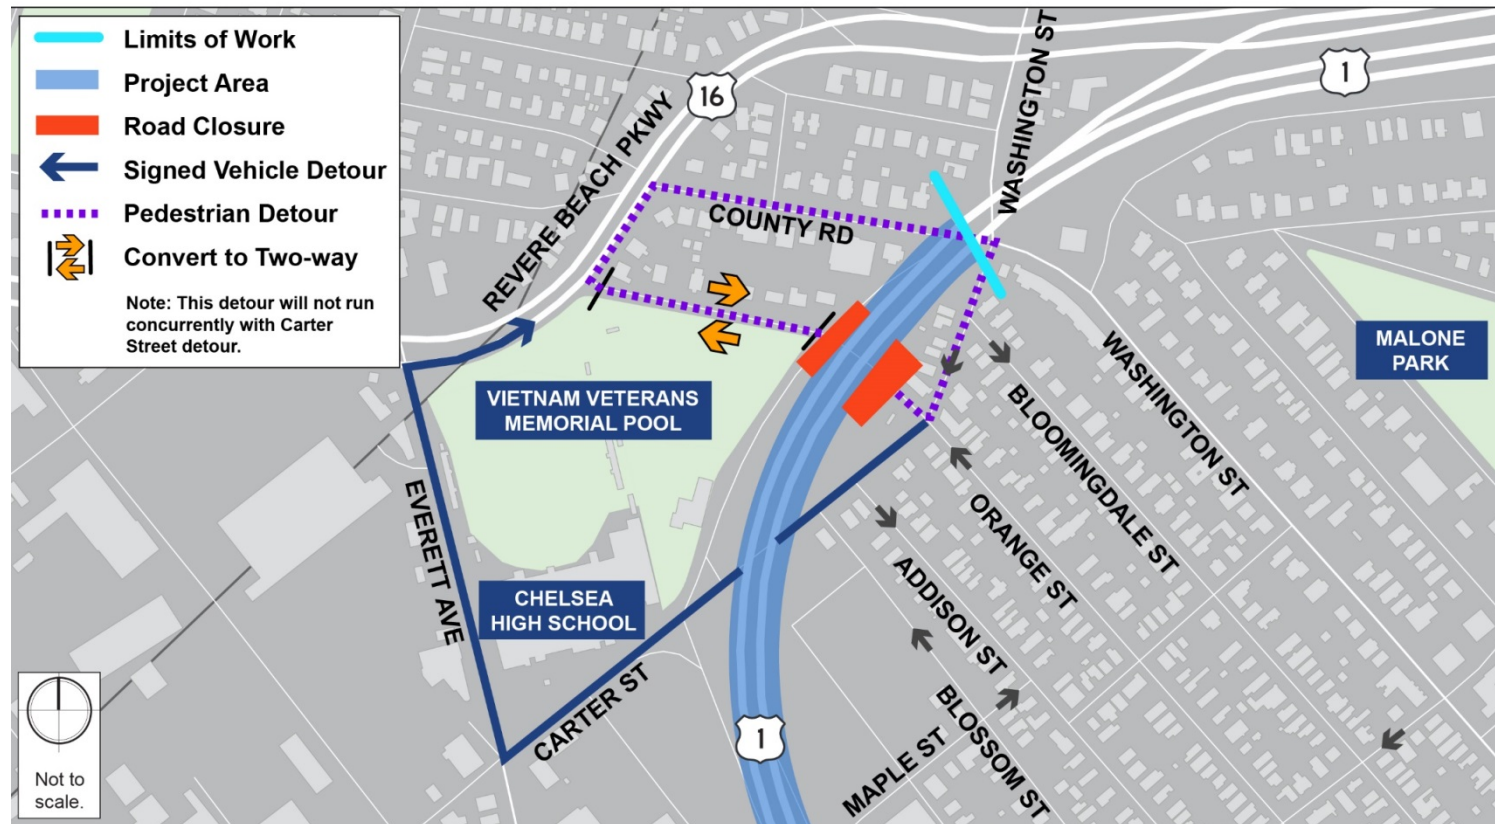 Limits of Work
Project Area
Road Closure
Signed Vehicle Detour
Pedestrian Detour
Convert to Two-way
Note: This detour will not run
concurrently with Carter
Street detour.
16
1
WASHINGTON ST
REVERE BEACH PKWY
COUNTY RD
MALONE
PARK
VIETNAM VETERANS
MEMORIAL POOL
WASHINGTON ST
BLOOMINGDALE ST
ORANGE ST
EVERETT AVE
ADDISON ST
CHELSEA
HIGH SCHOOL
CARTER ST
BLOSSOM ST
MAPLE ST
1
Not to
scale.